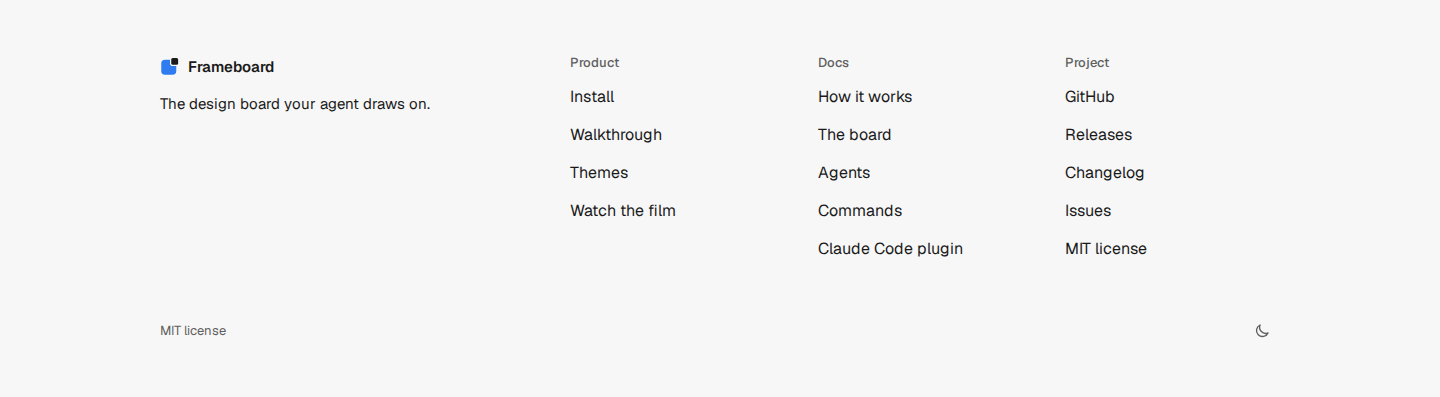 Frameboard
The design board your agent draws on.
Product
Install
Walkthrough
Themes
Watch the film
Docs
How it works
The board
Agents
Commands
Claude Code plugin
Project
GitHub
Releases
Changelog
Issues
MIT license
MIT license